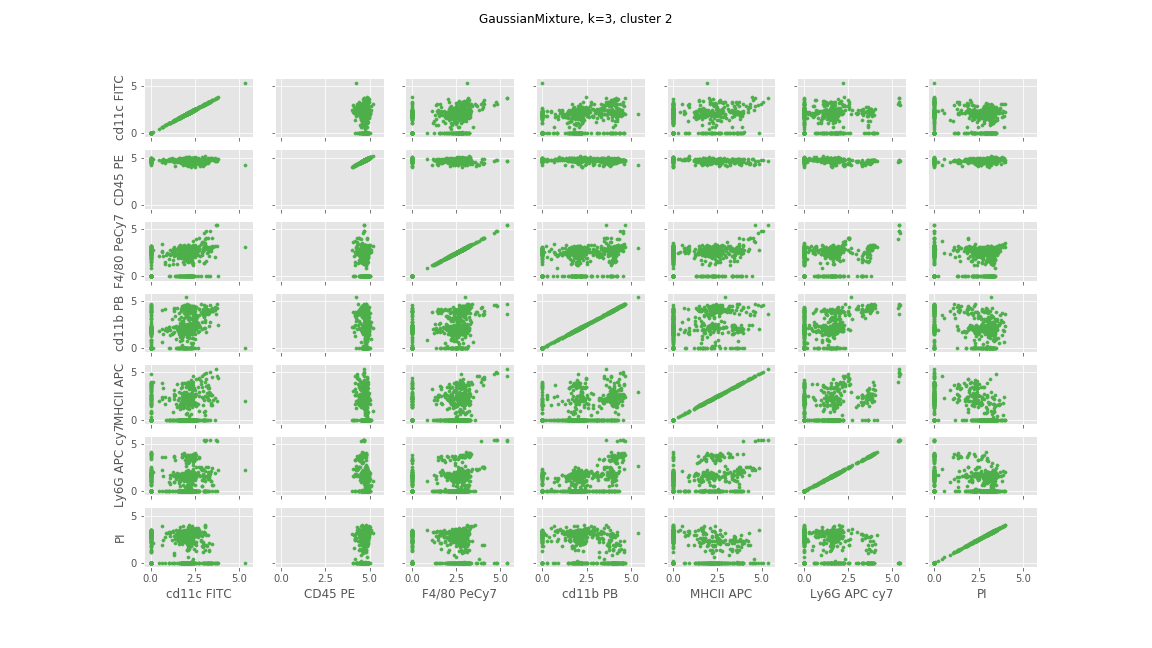 GaussianMixture, k=3, cluster 2
cd11c FITC
5
0
CD45 PE
5
0
F4/80 PeCy7
5
0
cd11b PB
5
0
MHCII APC
5
0
Ly6G APC cy7
5
0
PI
5
0
0.0 2.5 5.0 0.0 2.5 5.0 0.0 2.5 5.0 0.0 2.5 5.0 0.0 2.5 5.0 0.0 2.5 5.0 0.0 2.5 5.0
cd11c FITC CD45 PE F4/80 PeCy7 cd11b PB MHCII APC Ly6G APC cy7 PI